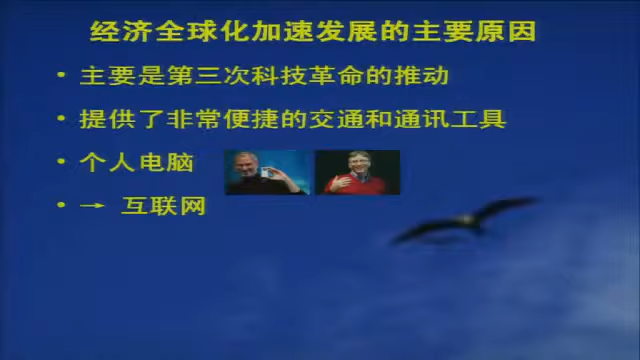 经济全球化加速发展的主要原因
• 主要是第三次科技革命的推动
• 提供了非常便捷的交通和通讯工具
• 个人电脑
• → 互联网